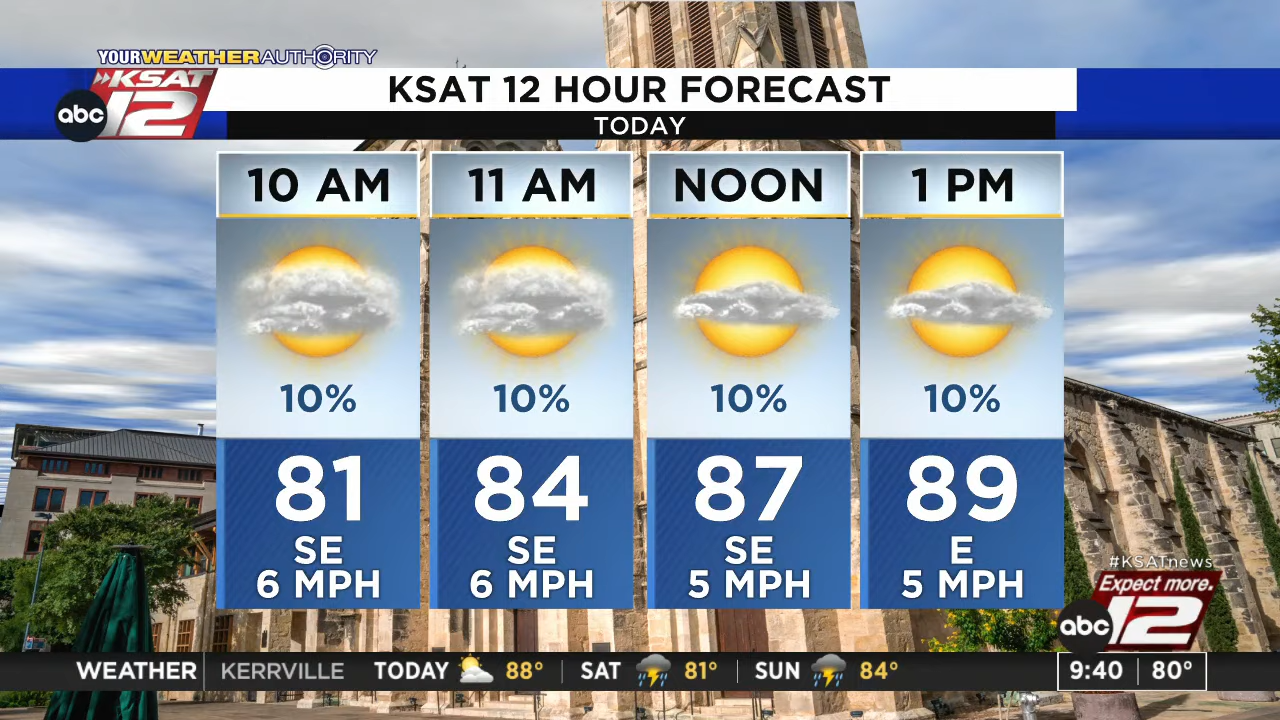 YOURWEATHERAUTHORITY
KSAT
abc 12
KSAT 12 HOUR FORECAST
TODAY
10 AM
10%
81
SE
6 MPH
11 AM
10%
84
SE
6 MPH
NOON
10%
87
SE
5 MPH
1 PM
10%
89
E
5 MPH
#KSATnews
Expect more.
abc 12
WEATHER KERRVILLE TODAY 88° SAT 81° SUN 84° 9:40 80°